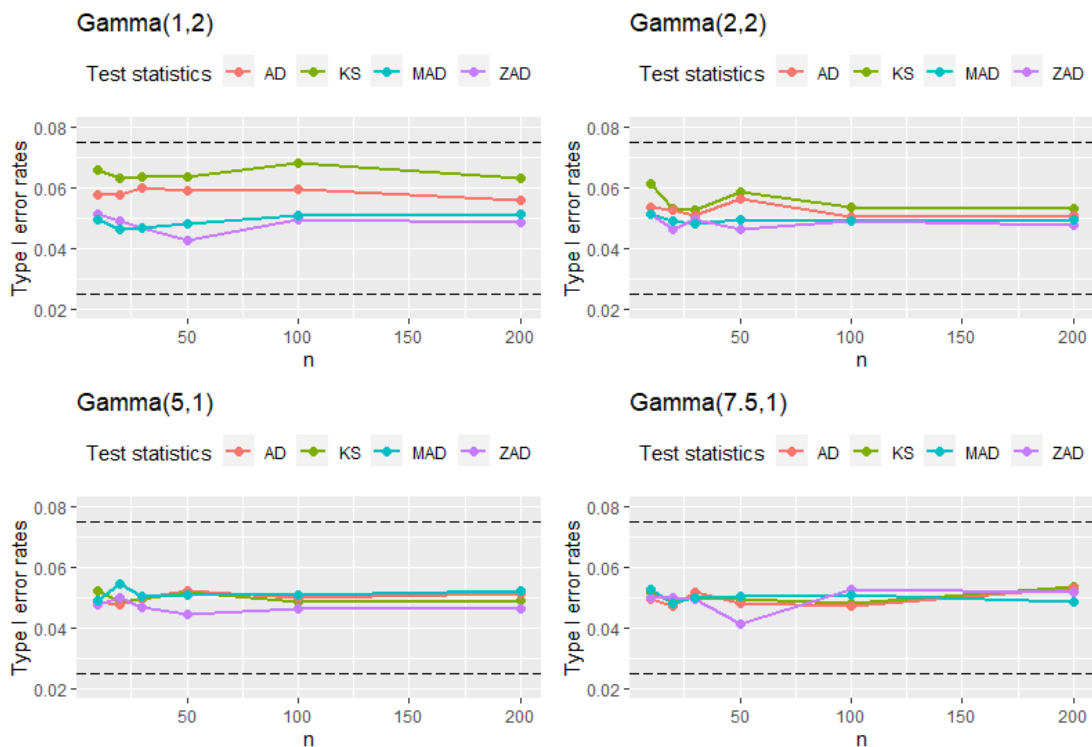 Gamma(1,2)
Test statistics AD KS MAD ZAD
Type I error rates
0.08
0.06
0.04
0.02
50 100 150 200
n
Gamma(2,2)
Test statistics AD KS MAD ZAD
Type I error rates
0.08
0.06
0.04
0.02
50 100 150 200
n
Gamma(5,1)
Test statistics AD KS MAD ZAD
Type I error rates
0.08
0.06
0.04
0.02
50 100 150 200
n
Gamma(7.5,1)
Test statistics AD KS MAD ZAD
Type I error rates
0.08
0.06
0.04
0.02
50 100 150 200
n